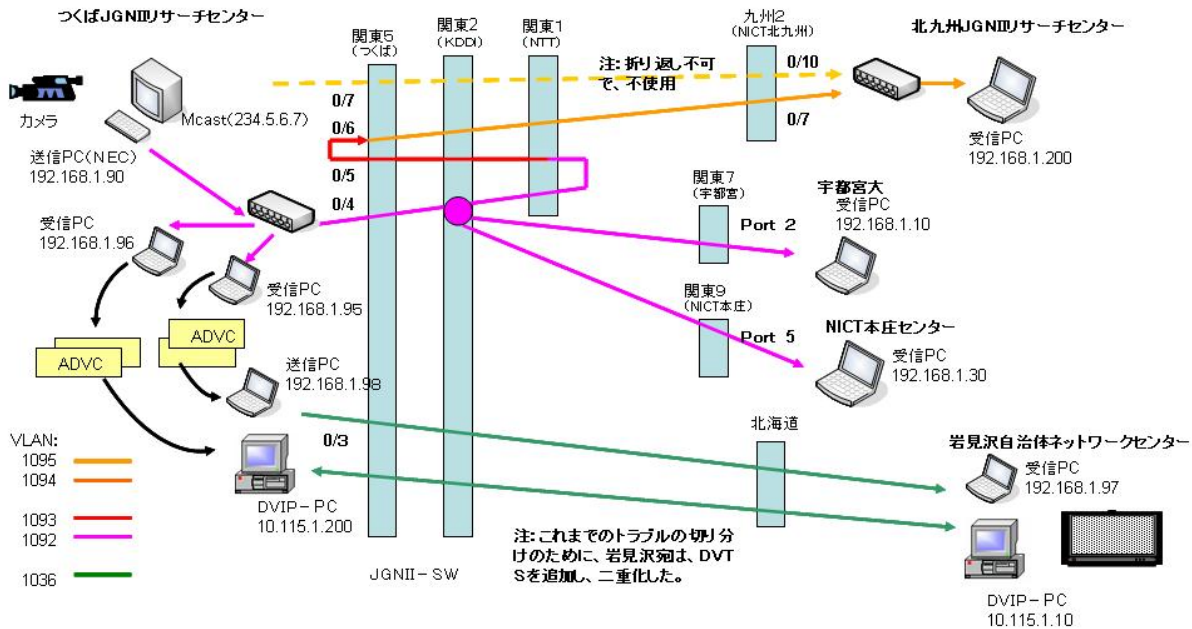 つくばJGNIIリサーチセンター
カメラ
Mcast(234.5.6.7)
送信PC(NEC)
192.168.1.90
受信PC
192.168.1.96
受信PC
192.168.1.95
ADVC
ADVC
送信PC
192.168.1.98
DVIP-PC
10.115.1.200
VLAN:
1095
1094
1093
1092
1036
関東5
(つくば)
関東2
(KDDI)
関東1
(NTT)
0/7
0/6
0/5
0/4
0/3
JGNII-SW
注:折り返し不可
で、不使用
九州2
(NICT北九州)
0/10
0/7
北九州JGNIIリサーチセンター
受信PC
192.168.1.200
関東7
(宇都宮)
Port 2
宇都宮大
受信PC
192.168.1.10
関東9
(NICT本庄)
Port 5
NICT本庄センター
受信PC
192.168.1.30
北海道
岩見沢自治体ネットワークセンター
受信PC
192.168.1.97
注:これまでのトラブルの切り分
けのために、岩見沢宛は、DVT
Sを追加し、二重化した。
DVIP-PC
10.115.1.10